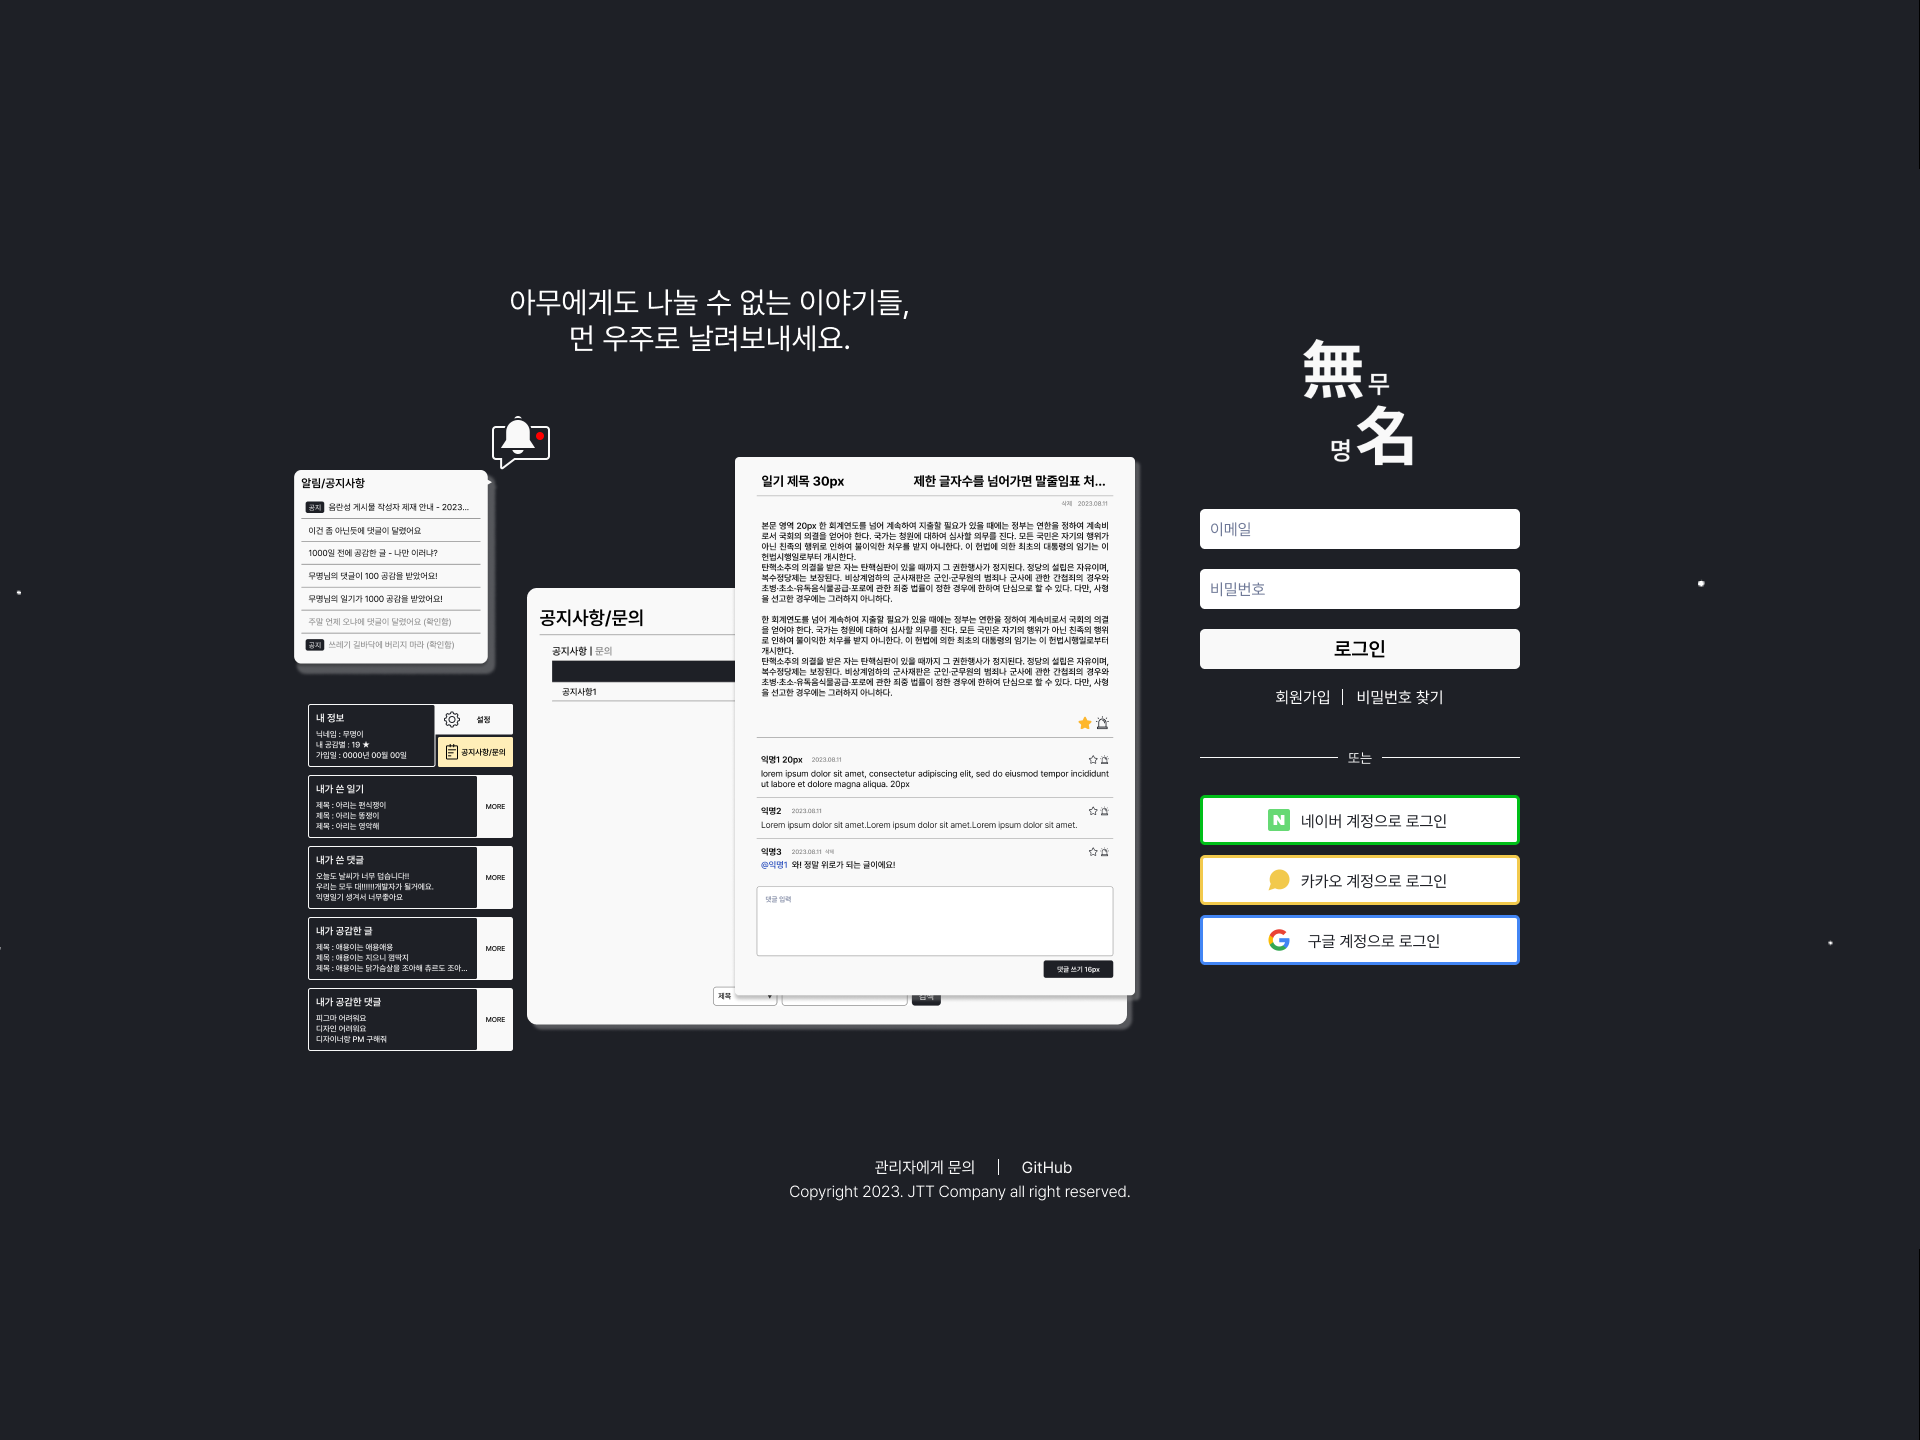 아무에게도 나눌 수 없는 이야기들,
먼 우주로 날려보내세요.
알림/공지사항
공지 음란성 게시물 작성자 제재 안내 - 2023...
이건 좀 아닌듯에 댓글이 달렸어요
1000일 전에 공감한 글 - 나만 이러냐?
무명님의 댓글이 100 공감을 받았어요!
무명님의 일기가 1000 공감을 받았어요!
주말 언제 오냐에 댓글이 달렸어요 (확인함)
공지 쓰레기 길바닥에 버리지 마라 (확인함)
내 정보
닉네임 : 무명이
내 공감별 : 19 ★
가입일 : 0000년 00월 00일
설정
공지사항/문의
내가 쓴 일기
제목 : 아리는 편식쟁이
제목 : 아리는 똥쟁이
제목 : 아리는 영악해
MORE
내가 쓴 댓글
오늘도 날씨가 너무 덥습니다!!
우리는 모두 대!!!!!!개발자가 될거에요.
익명일기 생겨서 너무좋아요
MORE
내가 공감한 글
제목 : 애용이는 애용애용
제목 : 애용이는 지으니 껌딱지
제목 : 애용이는 닭가슴살을 조아해 츄르도 조아...
MORE
내가 공감한 댓글
피그마 어려워요
디자인 어려워요
디자이너랑 PM 구해줘
MORE
공지사항/문의
공지사항 | 문의
공지사항1
제목
검색
일기 제목 30px 제한 글자수를 넘어가면 말줄임표 처...
삭제 2023.08.11
본문 영역 20px 한 회계연도를 넘어 계속하여 지출할 필요가 있을 때에는 정부는 연한을 정하여 계속비
로서 국회의 의결을 얻어야 한다. 국가는 청원에 대하여 심사할 의무를 진다. 모든 국민은 자기의 행위가
아닌 친족의 행위로 인하여 불이익한 처우를 받지 아니한다. 이 헌법에 의한 최초의 대통령의 임기는 이
헌법시행일로부터 개시한다.
탄핵소추의 의결을 받은 자는 탄핵심판이 있을 때까지 그 권한행사가 정지된다. 정당의 설립은 자유이며,
복수정당제는 보장된다. 비상계엄하의 군사재판은 군인·군무원의 범죄나 군사에 관한 간첩죄의 경우와
초병·초소·유독음식물공급·포로에 관한 죄중 법률이 정한 경우에 한하여 단심으로 할 수 있다. 다만, 사형
을 선고한 경우에는 그러하지 아니하다.
한 회계연도를 넘어 계속하여 지출할 필요가 있을 때에는 정부는 연한을 정하여 계속비로서 국회의 의결
을 얻어야 한다. 국가는 청원에 대하여 심사할 의무를 진다. 모든 국민은 자기의 행위가 아닌 친족의 행위
로 인하여 불이익한 처우를 받지 아니한다. 이 헌법에 의한 최초의 대통령의 임기는 이 헌법시행일로부터
개시한다.
탄핵소추의 의결을 받은 자는 탄핵심판이 있을 때까지 그 권한행사가 정지된다. 정당의 설립은 자유이며,
복수정당제는 보장된다. 비상계엄하의 군사재판은 군인·군무원의 범죄나 군사에 관한 간첩죄의 경우와
초병·초소·유독음식물공급·포로에 관한 죄중 법률이 정한 경우에 한하여 단심으로 할 수 있다. 다만, 사형
을 선고한 경우에는 그러하지 아니하다.
익명1 20px 2023.08.11
lorem ipsum dolor sit amet, consectetur adipiscing elit, sed do eiusmod tempor incididunt
ut labore et dolore magna aliqua. 20px
익명2 2023.08.11
Lorem ipsum dolor sit amet.Lorem ipsum dolor sit amet.Lorem ipsum dolor sit amet.
익명3 2023.08.11 삭제
@익명1 와! 정말 위로가 되는 글이에요!
댓글 입력
댓글 쓰기 16px
無 무
명 名
이메일
비밀번호
로그인
회원가입 | 비밀번호 찾기
또는
네이버 계정으로 로그인
카카오 계정으로 로그인
구글 계정으로 로그인
관리자에게 문의 | GitHub
Copyright 2023. JTT Company all right reserved.